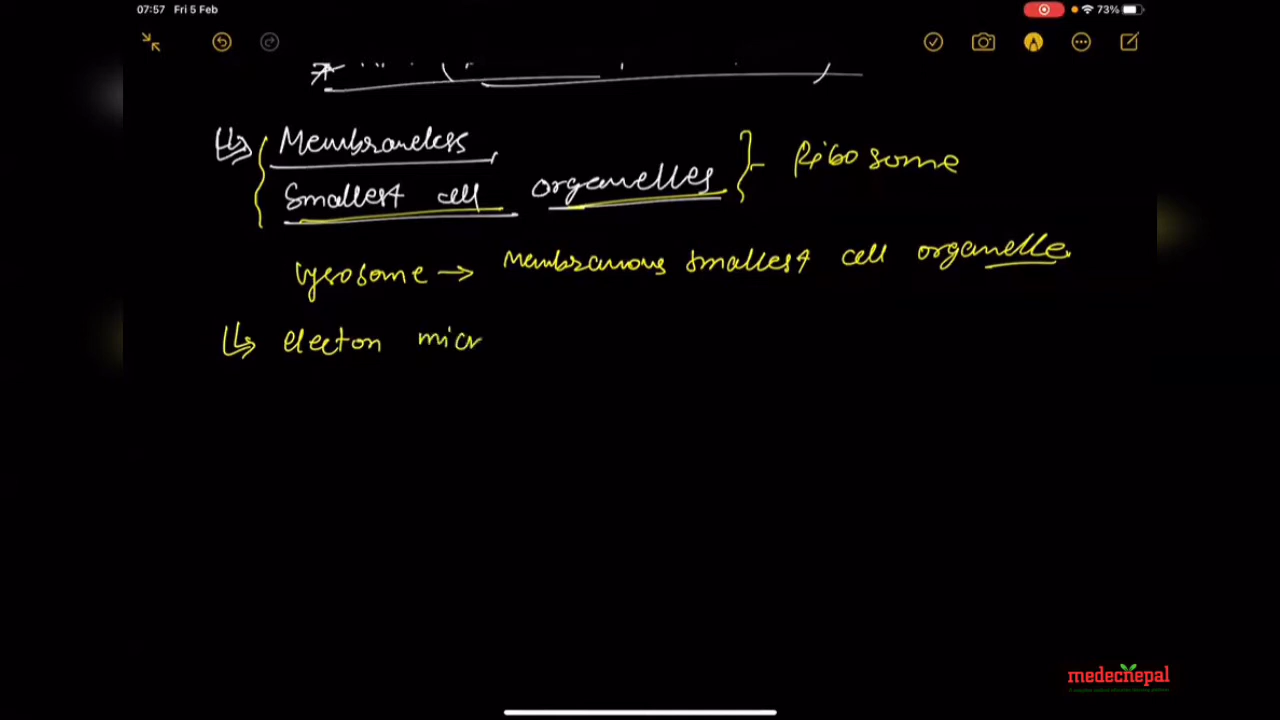 07:57 Fri 5 Feb
73%
Membraneless
Smallest cell organelles
Ribosome
Lysosome → Membranous smallest cell organelle.
electon micr
medecnepal